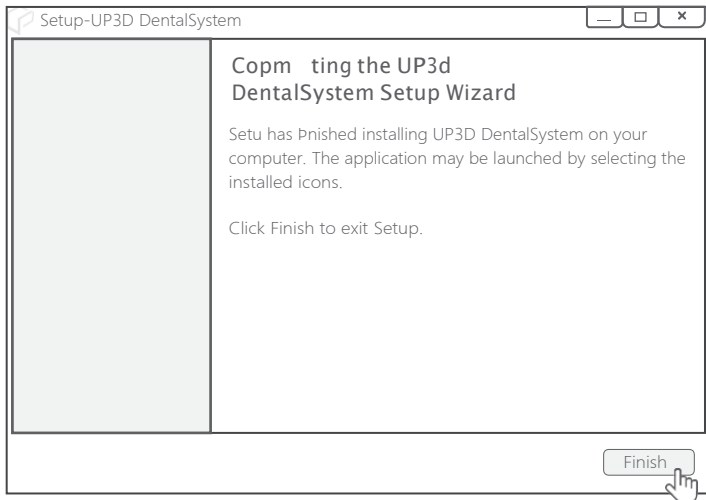 Setup-UP3D DentalSystem
Copm ting the UP3d
DentalSystem Setup Wizard
Setu has Þnished installing UP3D DentalSystem on your
computer. The application may be launched by selecting the
installed icons.
Click Finish to exit Setup.
Finish